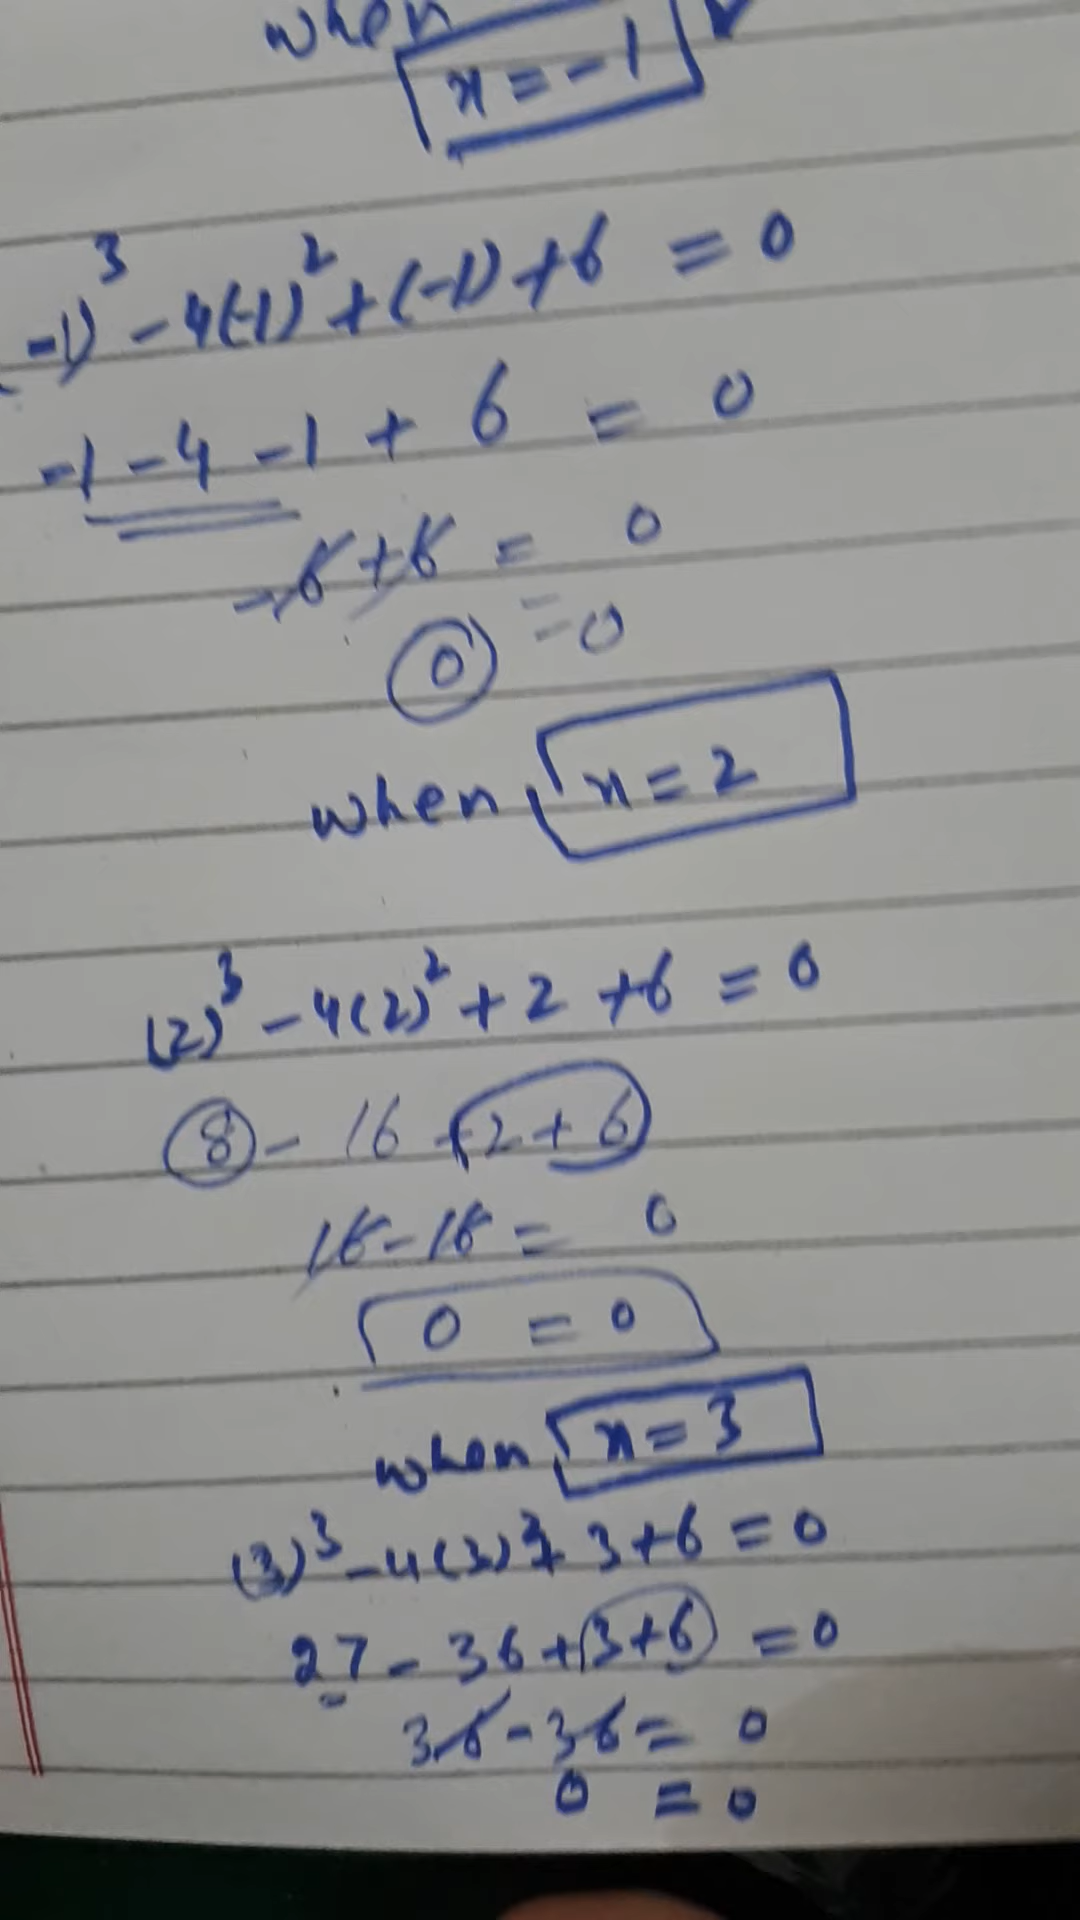 when
x = -1
-1)³ - 4(-1)² + (-1) + 6 = 0
-1 - 4 - 1 + 6 = 0
-6 + 6 = 0
0 = 0
when x = 2
(2)³ - 4(2)² + 2 + 6 = 0
8 - 16 + 2 + 6
16 - 16 = 0
0 = 0
when x = 3
(3)³ - 4(3)² + 3 + 6 = 0
27 - 36 + 3 + 6 = 0
36 - 36 = 0
0 = 0